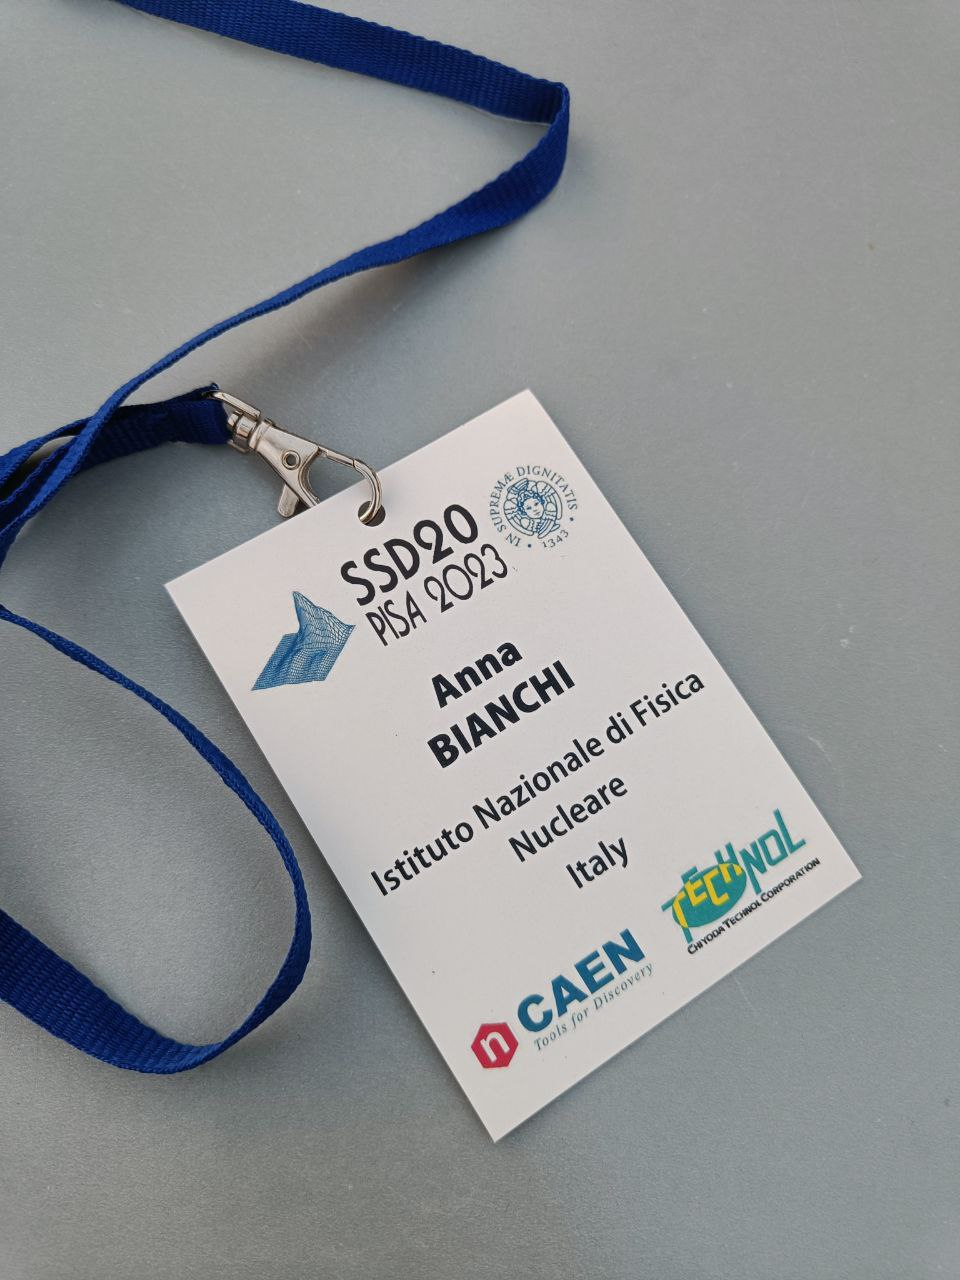 IN SUPREMÆ DIGNITATIS
• 1343 •
SSD20
PISA 2023
Anna
BIANCHI
Istituto Nazionale di Fisica
Nucleare
Italy
TECHNOL
CHIYODA TECHNOL CORPORATION
n CAEN
Tools for Discovery